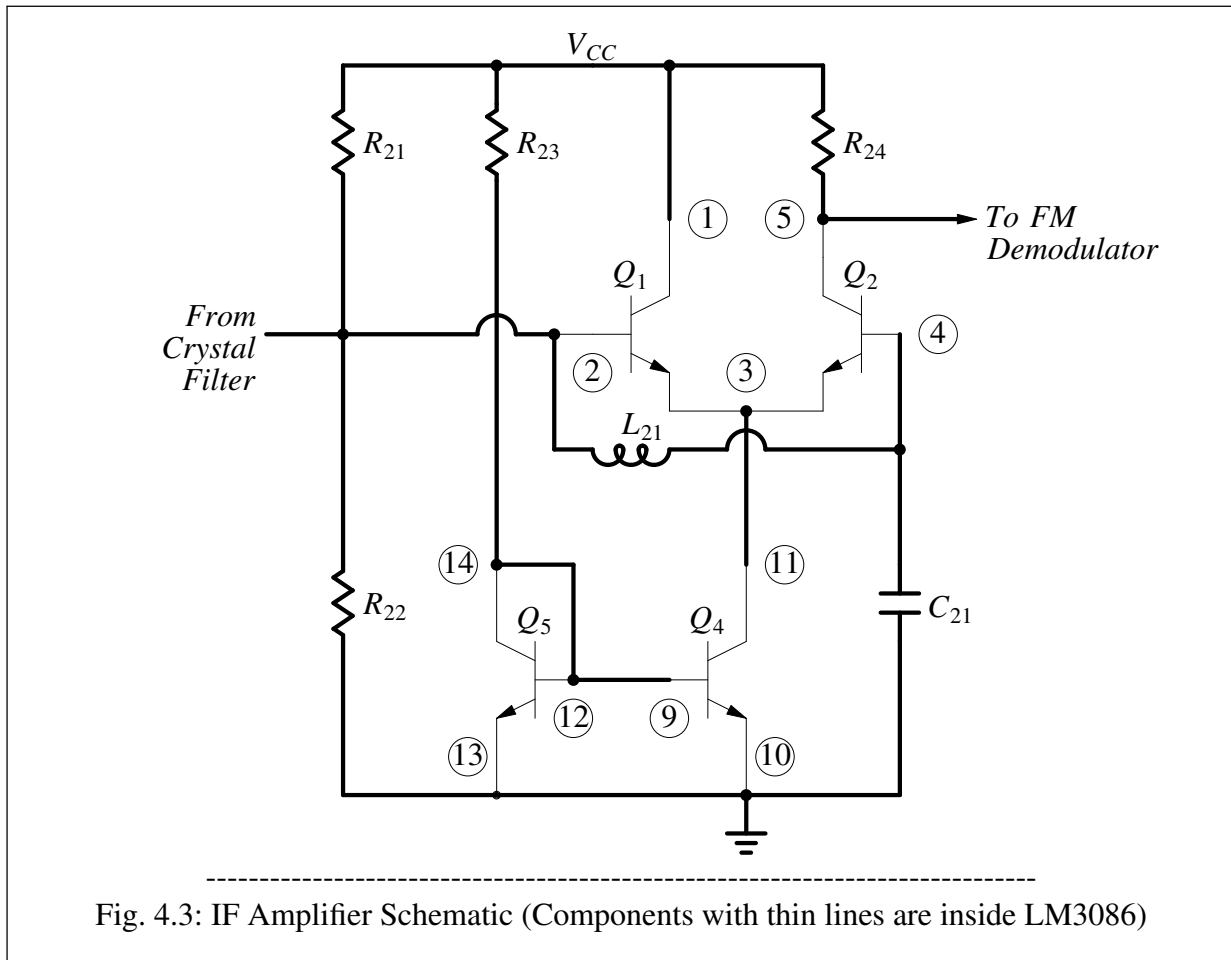 V_CC
R_21
R_23
R_24
1
5
To FM
Demodulator
Q_1
Q_2
From
Crystal
Filter
4
2
3
L_21
14
11
R_22
Q_5
Q_4
C_21
12
9
13
10
Fig. 4.3: IF Amplifier Schematic (Components with thin lines are inside LM3086)